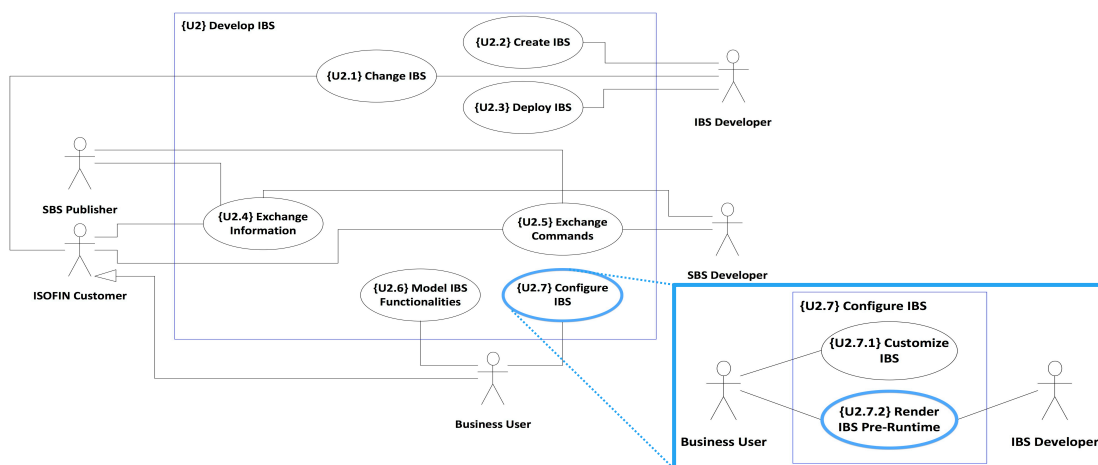 {U2} Develop IBS
{U2.2} Create IBS
{U2.1} Change IBS
{U2.3} Deploy IBS
IBS Developer
SBS Publisher
{U2.4} Exchange
Information
{U2.5} Exchange
Commands
SBS Developer
ISOFIN Customer
{U2.6} Model IBS
Functionalities
{U2.7} Configure
IBS
Business User
{U2.7} Configure IBS
{U2.7.1} Customize
IBS
{U2.7.2} Render
IBS Pre-Runtime
Business User
IBS Developer